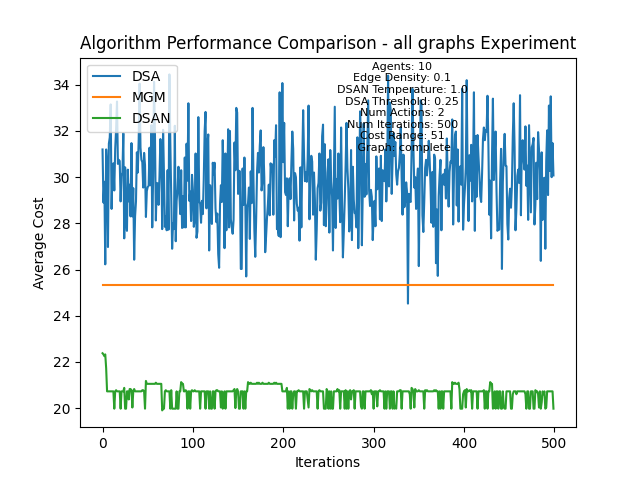 Algorithm Performance Comparison - all graphs Experiment
DSA
MGM
DSAN
Agents: 10
Edge Density: 0.1
DSAN Temperature: 1.0
DSA Threshold: 0.25
Num Actions: 2
Num Iterations: 500
Cost Range: 51
Graph: complete
Average Cost
34
32
30
28
26
24
22
20
0
100
200
300
400
500
Iterations